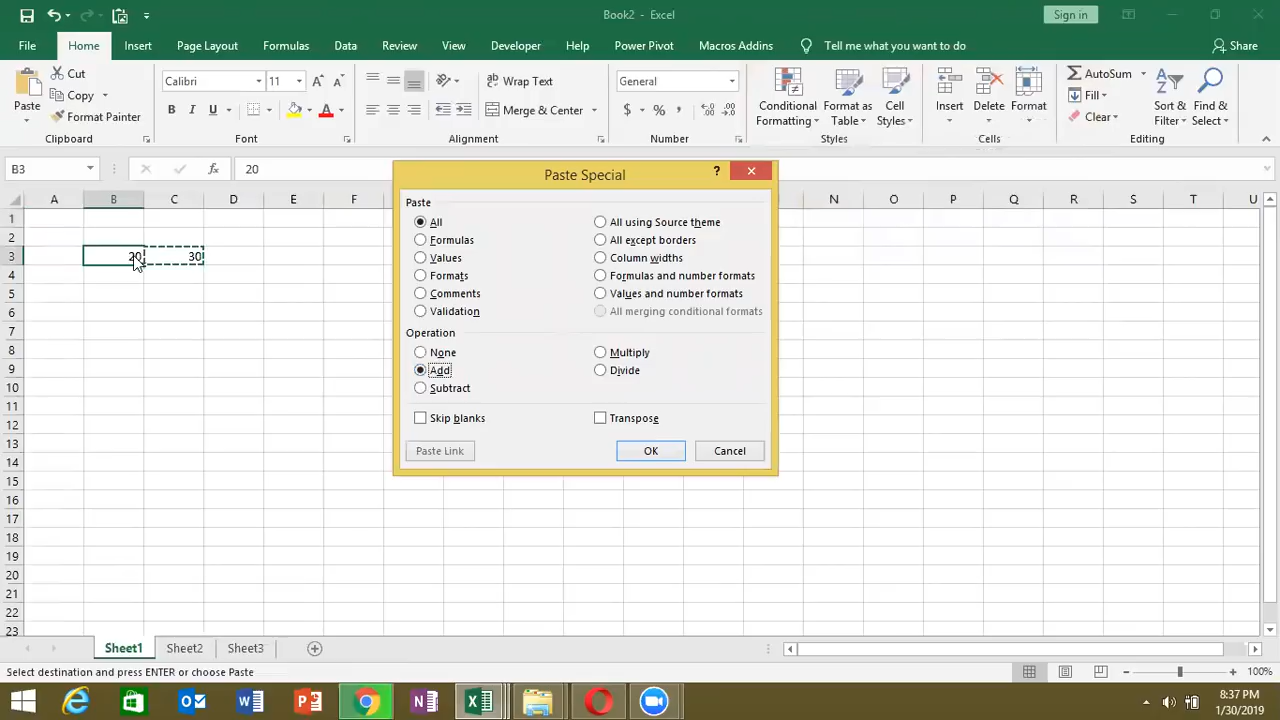 Book2 - Excel
Sign in
File Home Insert Page Layout Formulas Data Review View Developer Help Power Pivot Macros Addins Tell me what you want to do Share
Paste
Cut
Copy
Format Painter
Calibri 11
B I U A A A
ab Wrap Text
Merge & Center
General
$ % ,
Conditional Formatting
Format as Table
Cell Styles
Insert
Delete
Format
AutoSum
Fill
Clear
Sort & Filter
Find & Select
Clipboard Font Alignment Number Styles Cells Editing
B3 fx 20
A B C D E F N O P Q R S T U
1
2
3 20 30
4
5
6
7
8
9
10
11
12
13
14
15
16
17
18
19
20
21
22
23
Paste Special ?
Paste
All
All using Source theme
Formulas
All except borders
Values
Column widths
Formats
Formulas and number formats
Comments
Values and number formats
Validation
All merging conditional formats
Operation
None
Multiply
Add
Divide
Subtract
Skip blanks
Transpose
Paste Link
OK
Cancel
Sheet1 Sheet2 Sheet3
Select destination and press ENTER or choose Paste
100%
8:37 PM
1/30/2019